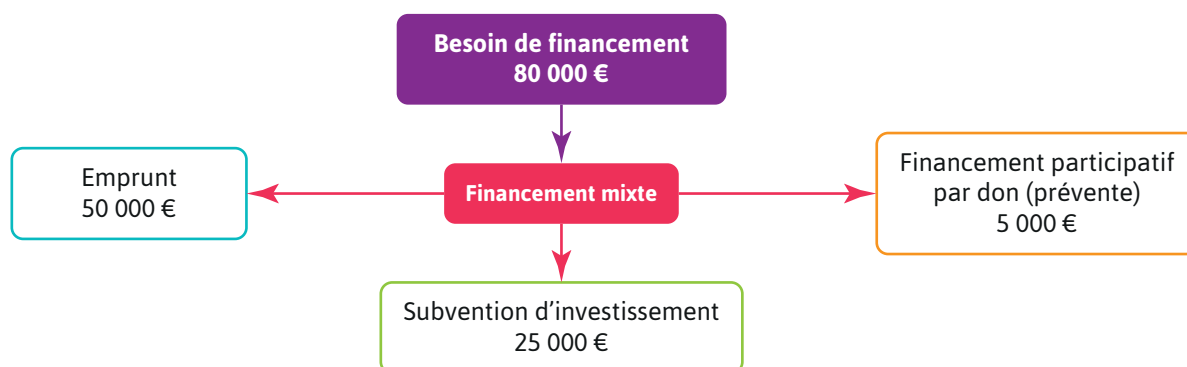 Besoin de financement
80 000 €
Emprunt
50 000 €
Financement mixte
Financement participatif
par don (prévente)
5 000 €
Subvention d’investissement
25 000 €